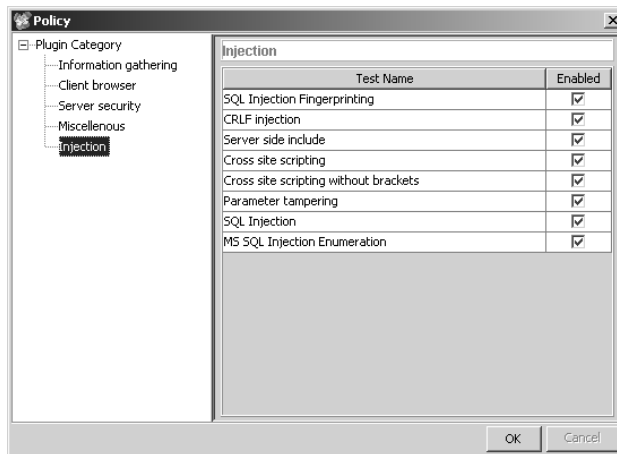 Policy
Plugin Category
Information gathering
Client browser
Server security
Miscellenous
Injection
Injection
Test Name Enabled
SQL Injection Fingerprinting
CRLF injection
Server side include
Cross site scripting
Cross site scripting without brackets
Parameter tampering
SQL Injection
MS SQL Injection Enumeration
OK Cancel